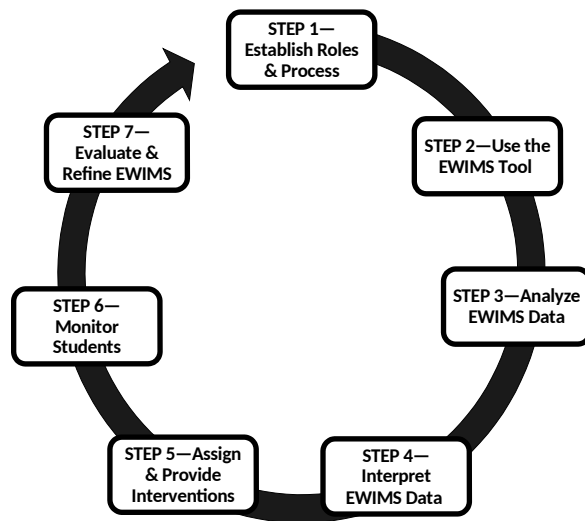 STEP 1—
Establish Roles
& Process
STEP 2—Use the
EWIMS Tool
STEP 3—Analyze
EWIMS Data
STEP 4—
Interpret
EWIMS Data
STEP 5—Assign
& Provide
Interventions
STEP 6—
Monitor
Students
STEP 7—
Evaluate &
Refine EWIMS